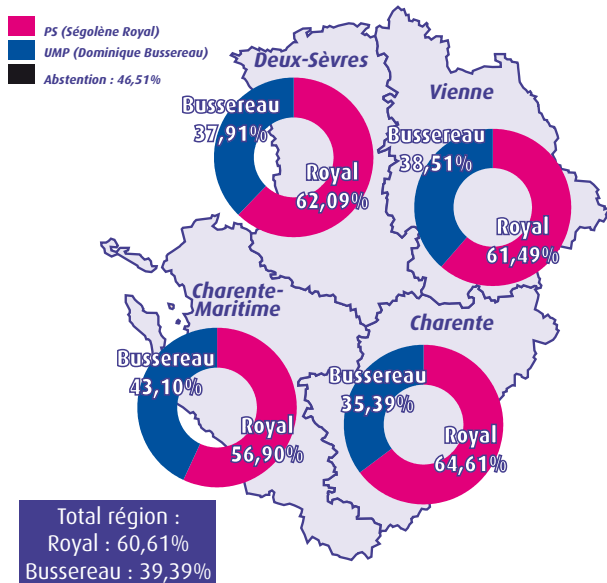 PS (Ségolène Royal)
UMP (Dominique Bussereau)
Abstention : 46,51%
Deux-Sèvres
Bussereau
37,91%
Royal
62,09%
Vienne
Bussereau
38,51%
Royal
61,49%
Charente-
Maritime
Bussereau
43,10%
Royal
56,90%
Charente
Bussereau
35,39%
Royal
64,61%
Total région :
Royal : 60,61%
Bussereau : 39,39%